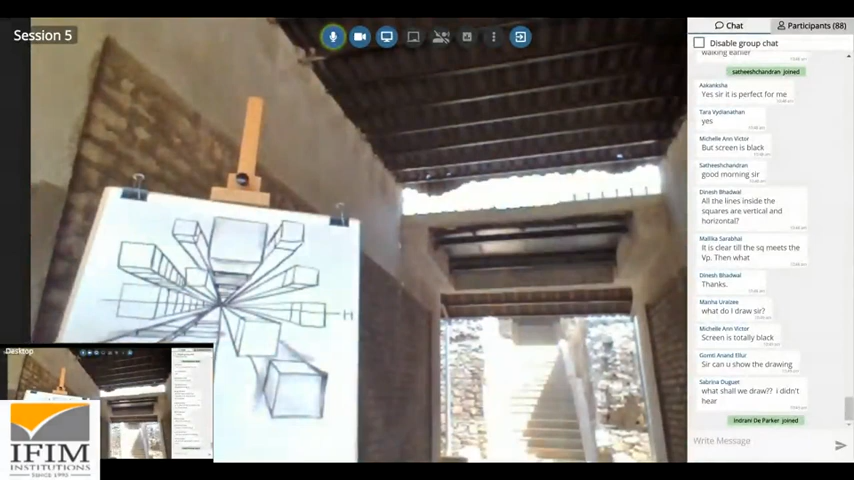 Session 5
Chat
Participants (88)
Disable group chat
walking earlier
satheeshchandran joined
Aakanksha
Yes sir it is perfect for me
Tara Vydianathan
yes
Michelle Ann Victor
But screen is black
Satheeshchandran
good morning sir
Dinesh Bhadwal
All the lines inside the
squares are vertical and
horizontal?
Mallika Sarabhai
It is clear till the sq meets the
Vp. Then what
Dinesh Bhadwal
Thanks.
what do I draw sir?
Michelle Ann Victor
Screen is totally black
Gomti Anand Ellur
Sir can u show the drawing
Sabrina Duguet
what shall we draw?? i didn't
hear
Indrani De Parker joined
Write Message
H
Desktop
IFIM
INSTITUTIONS
SINCE 1995